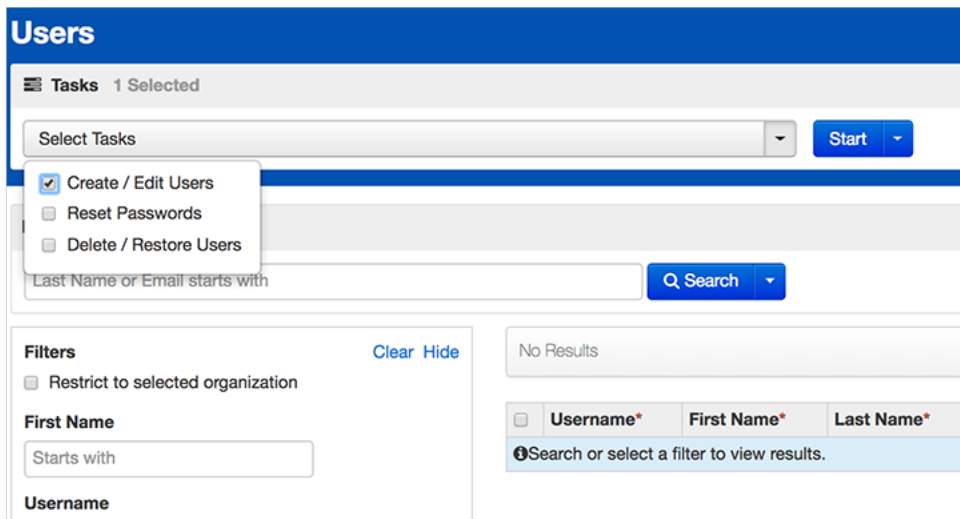 Users
Tasks 1 Selected
Select Tasks
Start
Create / Edit Users
Reset Passwords
Delete / Restore Users
Last Name or Email starts with
Search
Filters
Clear Hide
Restrict to selected organization
First Name
Starts with
Username
No Results
Username* First Name* Last Name*
Search or select a filter to view results.